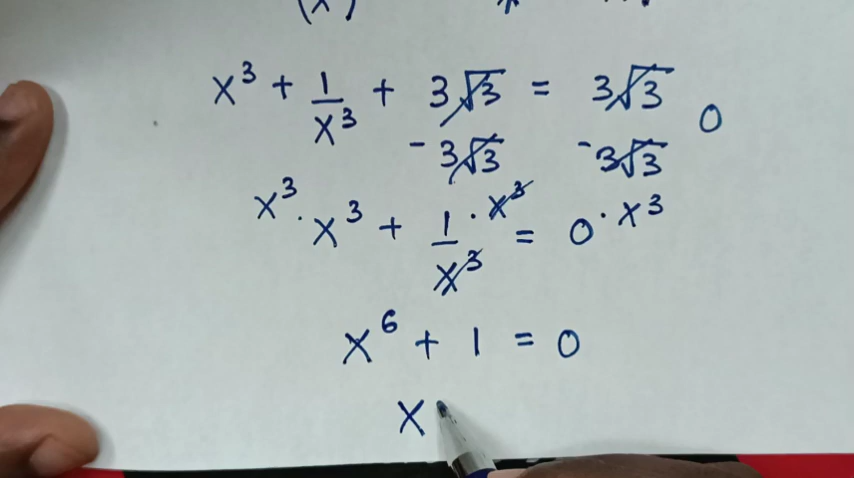 x³ + 1/x³ + 3√3 = 3√3
- 3√3 - 3√3 0
x³ · x³ + 1/x³ · x³ = 0 · x³
x⁶ + 1 = 0
x